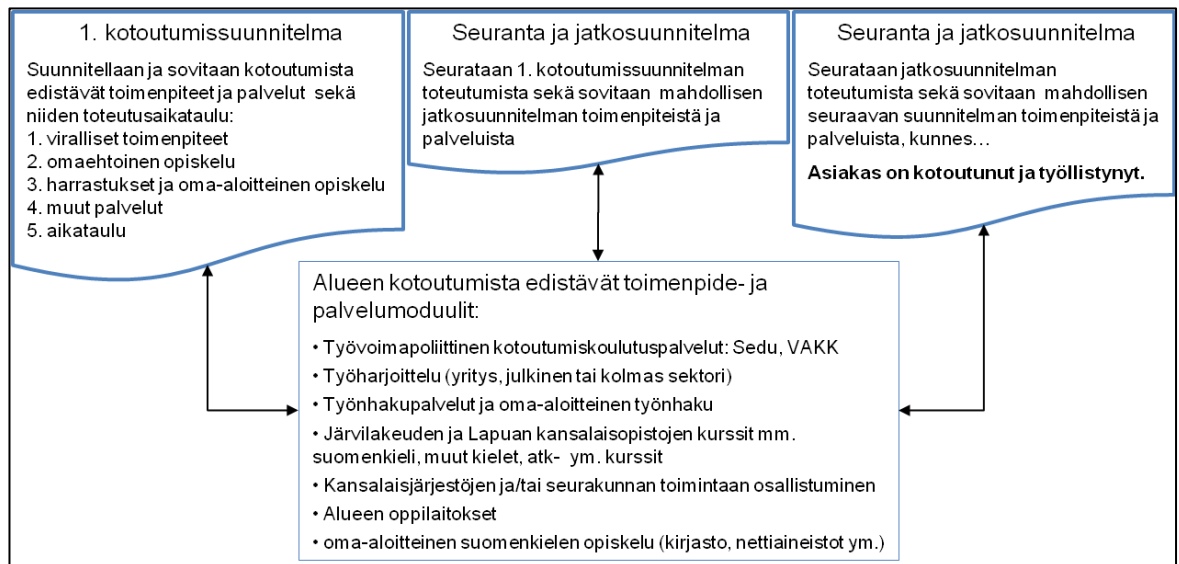 1. kotoutumissuunnitelma
Suunnitellaan ja sovitaan kotoutumista
edistävät toimenpiteet ja palvelut sekä
niiden toteutusaikataulu:
1. viralliset toimenpiteet
2. omaehtoinen opiskelu
3. harrastukset ja oma-aloitteinen opiskelu
4. muut palvelut
5. aikataulu
Seuranta ja jatkosuunnitelma
Seurataan 1. kotoutumissuunnitelman
toteutumista sekä sovitaan mahdollisen
jatkosuunnitelman toimenpiteistä ja
palveluista
Seuranta ja jatkosuunnitelma
Seurataan jatkosuunnitelman
toteutumista sekä sovitaan mahdollisen
seuraavan suunnitelman toimenpiteistä ja
palveluista, kunnes…
Asiakas on kotoutunut ja työllistynyt.
Alueen kotoutumista edistävät toimenpide- ja
palvelumoduulit:
• Työvoimapoliittinen kotoutumiskoulutuspalvelut: Sedu, VAKK
• Työharjoittelu (yritys, julkinen tai kolmas sektori)
• Työnhakupalvelut ja oma-aloitteinen työnhaku
• Järvilakeuden ja Lapuan kansalaisopistojen kurssit mm.
suomenkieli, muut kielet, atk- ym. kurssit
• Kansalaisjärjestöjen ja/tai seurakunnan toimintaan osallistuminen
• Alueen oppilaitokset
• oma-aloitteinen suomenkielen opiskelu (kirjasto, nettiaineistot ym.)